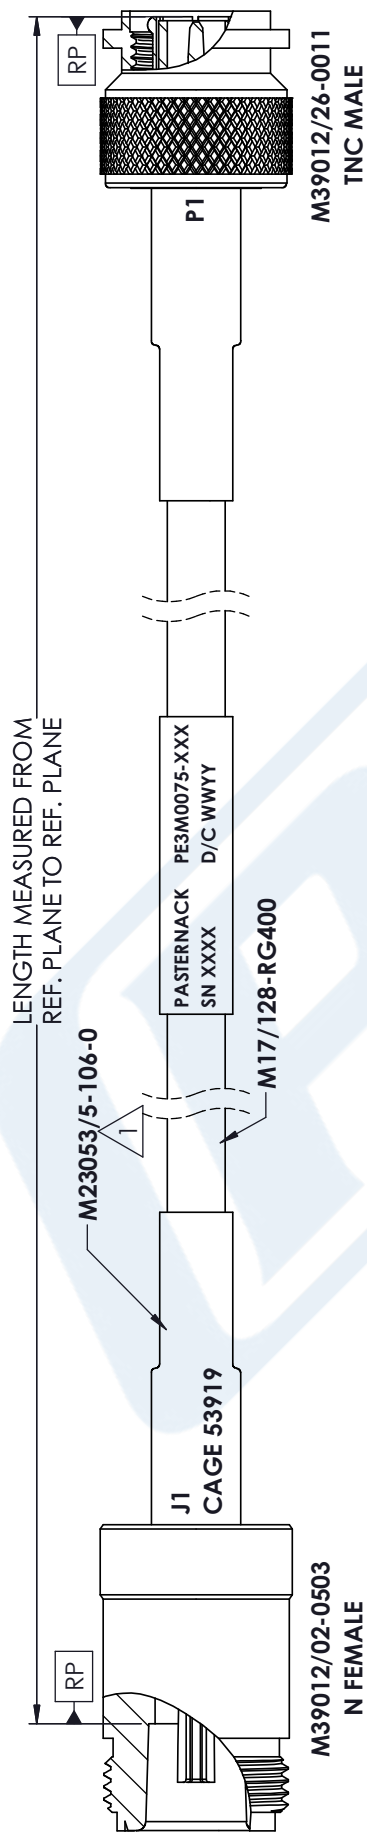 LENGTH MEASURED FROM
REF. PLANE TO REF. PLANE
RP
RP
M23053/5-106-0
1
J1
CAGE 53919
PASTERNACK PE3M0075-XXX
SN XXXX D/C WWYY
P1
M17/128-RG400
M39012/02-0503
N FEMALE
M39012/26-0011
TNC MALE